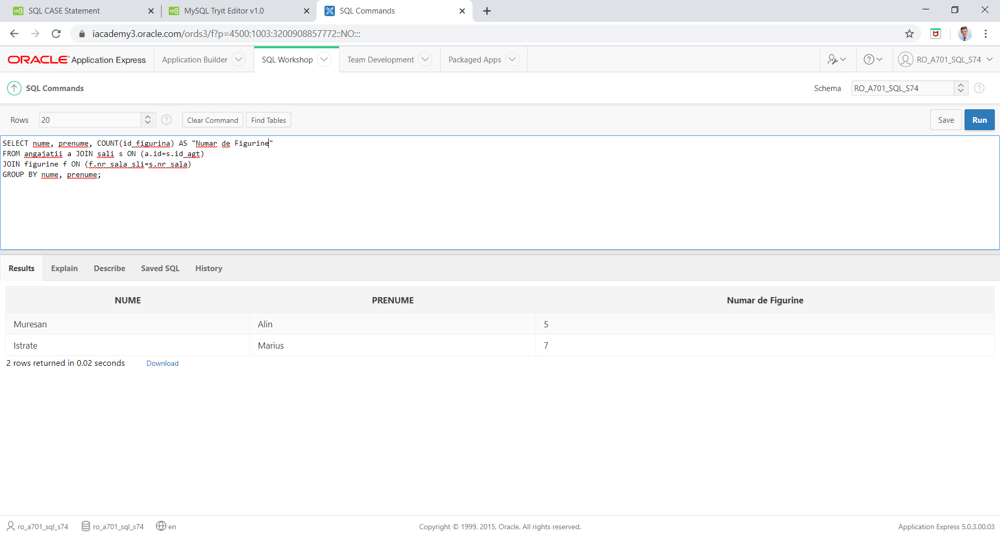 SQL CASE Statement
MySQL Tryit Editor v1.0
SQL Commands
iacademy3.oracle.com/ords3/f?p=4500:1003:3200908857772::NO:::
ORACLE Application Express
Application Builder
SQL Workshop
Team Development
Packaged Apps
RO_A701_SQL_S74
SQL Commands
Schema
RO_A701_SQL_S74
Rows
20
Clear Command
Find Tables
Save
Run
SELECT nume, prenume, COUNT(id_figurina) AS "Numar de Figurine"
FROM angajatii a JOIN sali s ON (a.id=s.id_agt)
JOIN figurine f ON (f.nr_sala_sli=s.nr_sala)
GROUP BY nume, prenume;
Results
Explain
Describe
Saved SQL
History
NUME PRENUME Numar de Figurine
Muresan Alin 5
Istrate Marius 7
2 rows returned in 0.02 seconds
Download
ro_a701_sql_s74
ro_a701_sql_s74
en
Copyright © 1999, 2015, Oracle. All rights reserved.
Application Express 5.0.3.00.03